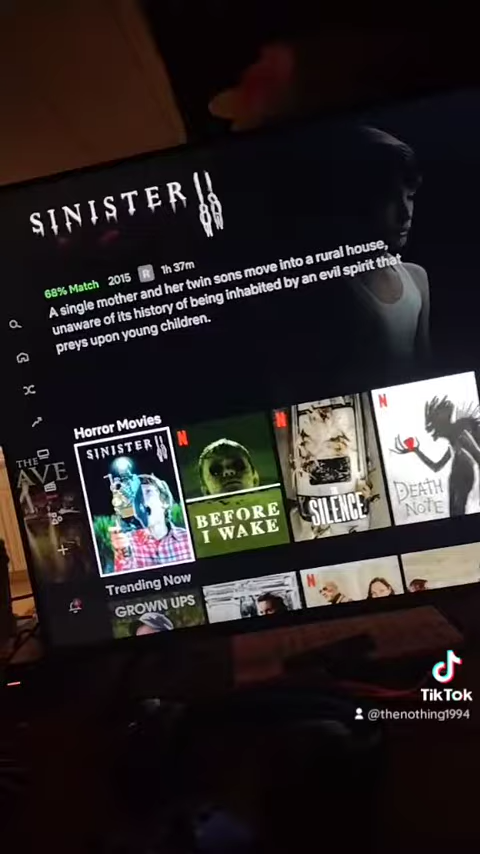 SINISTER II
68% Match 2015 R 1h 37m
A single mother and her twin sons move into a rural house,
unaware of its history of being inhabited by an evil spirit that
preys upon young children.
Horror Movies
THE
AVE
SINISTER II
N
BEFORE
I WAKE
N
THE
SILENCE
N
DEATH
NOTE
Trending Now
GROWN UPS
N
TikTok
@thenothing1994